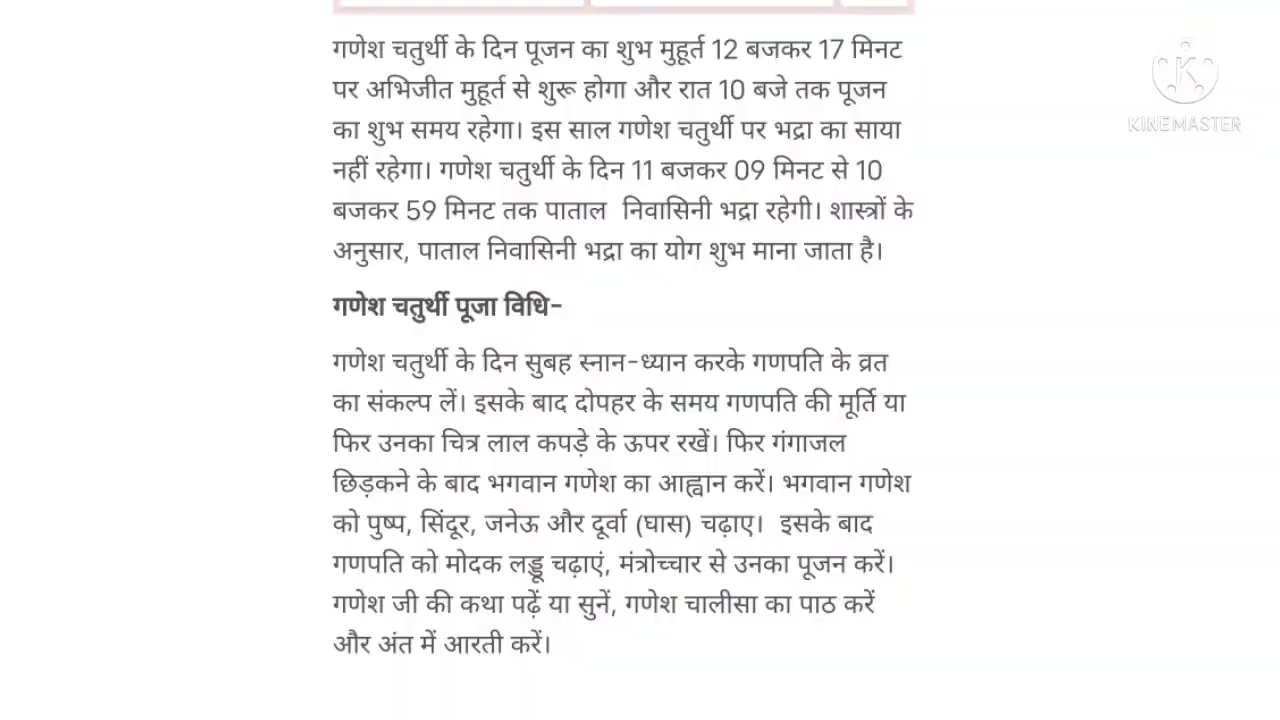 गणेश चतुर्थी के दिन पूजन का शुभ मुहूर्त 12 बजकर 17 मिनट
पर अभिजीत मुहूर्त से शुरू होगा और रात 10 बजे तक पूजन
का शुभ समय रहेगा। इस साल गणेश चतुर्थी पर भद्रा का साया
नहीं रहेगा। गणेश चतुर्थी के दिन 11 बजकर 09 मिनट से 10
बजकर 59 मिनट तक पाताल  निवासिनी भद्रा रहेगी। शास्त्रों के
अनुसार, पाताल निवासिनी भद्रा का योग शुभ माना जाता है।
गणेश चतुर्थी पूजा विधि-
गणेश चतुर्थी के दिन सुबह स्नान-ध्यान करके गणपति के व्रत
का संकल्प लें। इसके बाद दोपहर के समय गणपति की मूर्ति या
फिर उनका चित्र लाल कपड़े के ऊपर रखें। फिर गंगाजल
छिड़कने के बाद भगवान गणेश का आह्वान करें। भगवान गणेश
को पुष्प, सिंदूर, जनेऊ और दूर्वा (घास) चढ़ाए।  इसके बाद
गणपति को मोदक लड्डू चढ़ाएं, मंत्रोच्चार से उनका पूजन करें।
गणेश जी की कथा पढ़ें या सुनें, गणेश चालीसा का पाठ करें
और अंत में आरती करें।
K
KINEMASTER